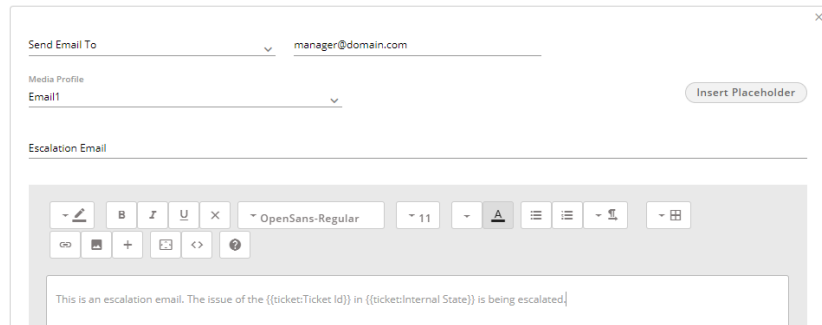 Send Email To
manager@domain.com
Media Profile
Email1
Insert Placeholder
Escalation Email
B I U OpenSans-Regular 11 A
This is an escalation email. The issue of the {{ticket:Ticket Id}} in {{ticket:Internal State}} is being escalated.